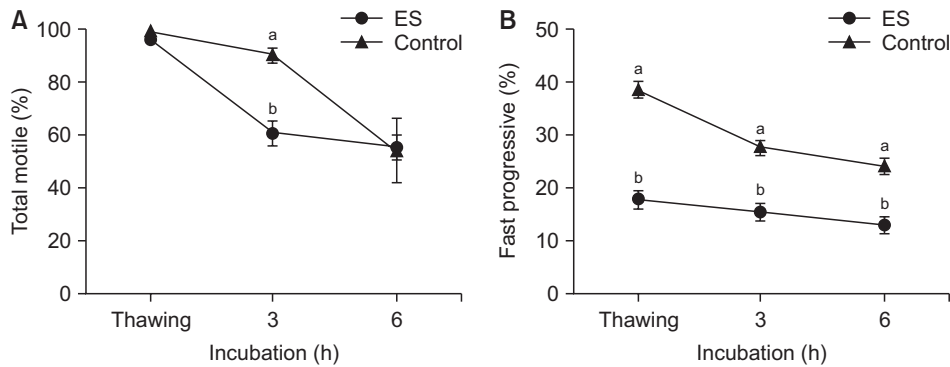 A
ES
Control
Total motile (%)
100
80
60
40
20
0
a
b
Thawing 3 6
Incubation (h)
B
ES
Control
Fast progressive (%)
50
40
30
20
10
0
a
a
a
b
b
b
Thawing 3 6
Incubation (h)